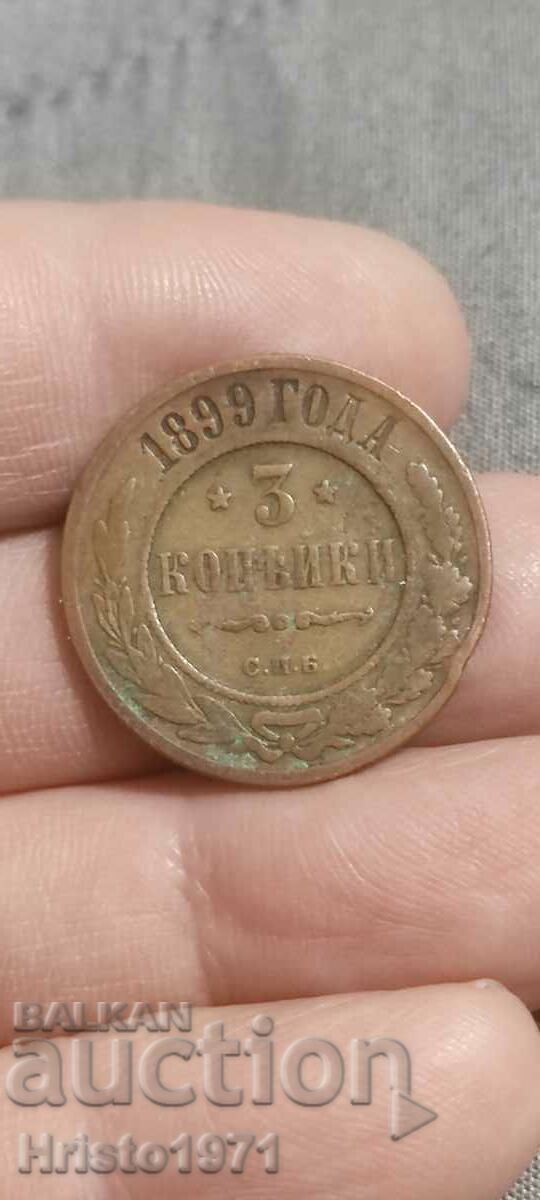 1899 ГОДА
3
КОПѢЙКИ
С.П.Б.
BALKAN
auction
Hristo1971